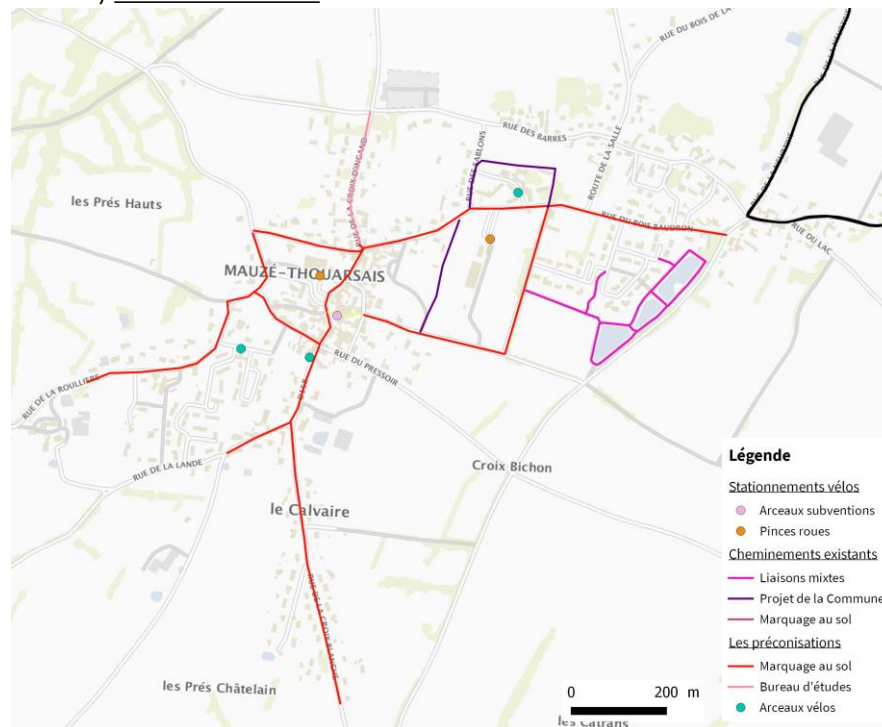 RUE DU BOIS DE LA
RUE DES BARRES
RUE DES SABLONS
ROUTE DE LA SALLE
RUE DE LA CROIX D'INGAND
les Prés Hauts
RUE DU BOIS BAUDRON
RUE DU LAC
MAUZÉ-THOUARSAIS
RUE DU PRESSOIR
RUE DE LA ROULLIÈRE
D158
RUE DE LA LANDE
Croix Bichon
le Calvaire
RUE DE LA CROIX BLANCHE
les Prés Châtelain
les Catrans
0 200 m
Légende
Stationnements vélos
Arceaux subventions
Pinces roues
Cheminements existants
Liaisons mixtes
Projet de la Commune
Marquage au sol
Les préconisations
Marquage au sol
Bureau d'études
Arceaux vélos